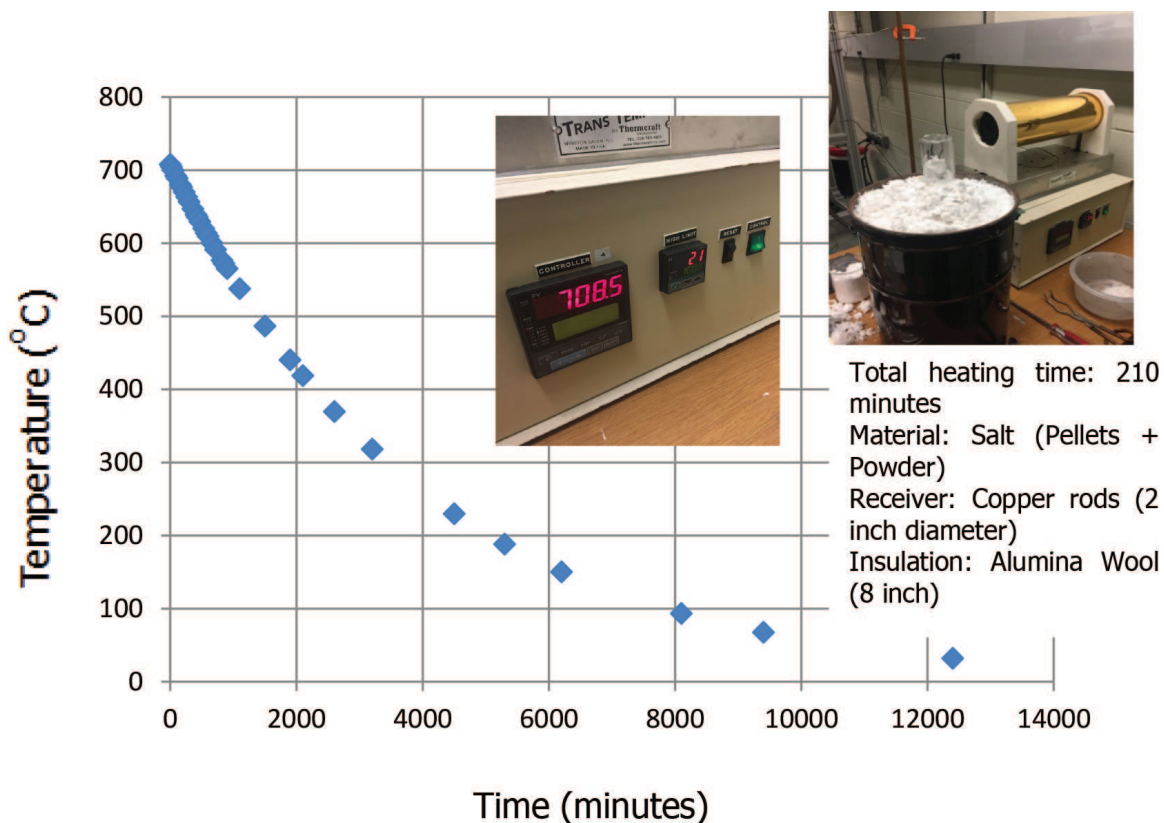 Temperature (°C)
800
700
600
500
400
300
200
100
0
0 2000 4000 6000 8000 10000 12000 14000
Time (minutes)
TRANS TEMP
BY Thermcraft
CONTROLLER
PV
708.5
HIGH LIMIT
21
RESET
CONTROL
Total heating time: 210
minutes
Material: Salt (Pellets +
Powder)
Receiver: Copper rods (2
inch diameter)
Insulation: Alumina Wool
(8 inch)